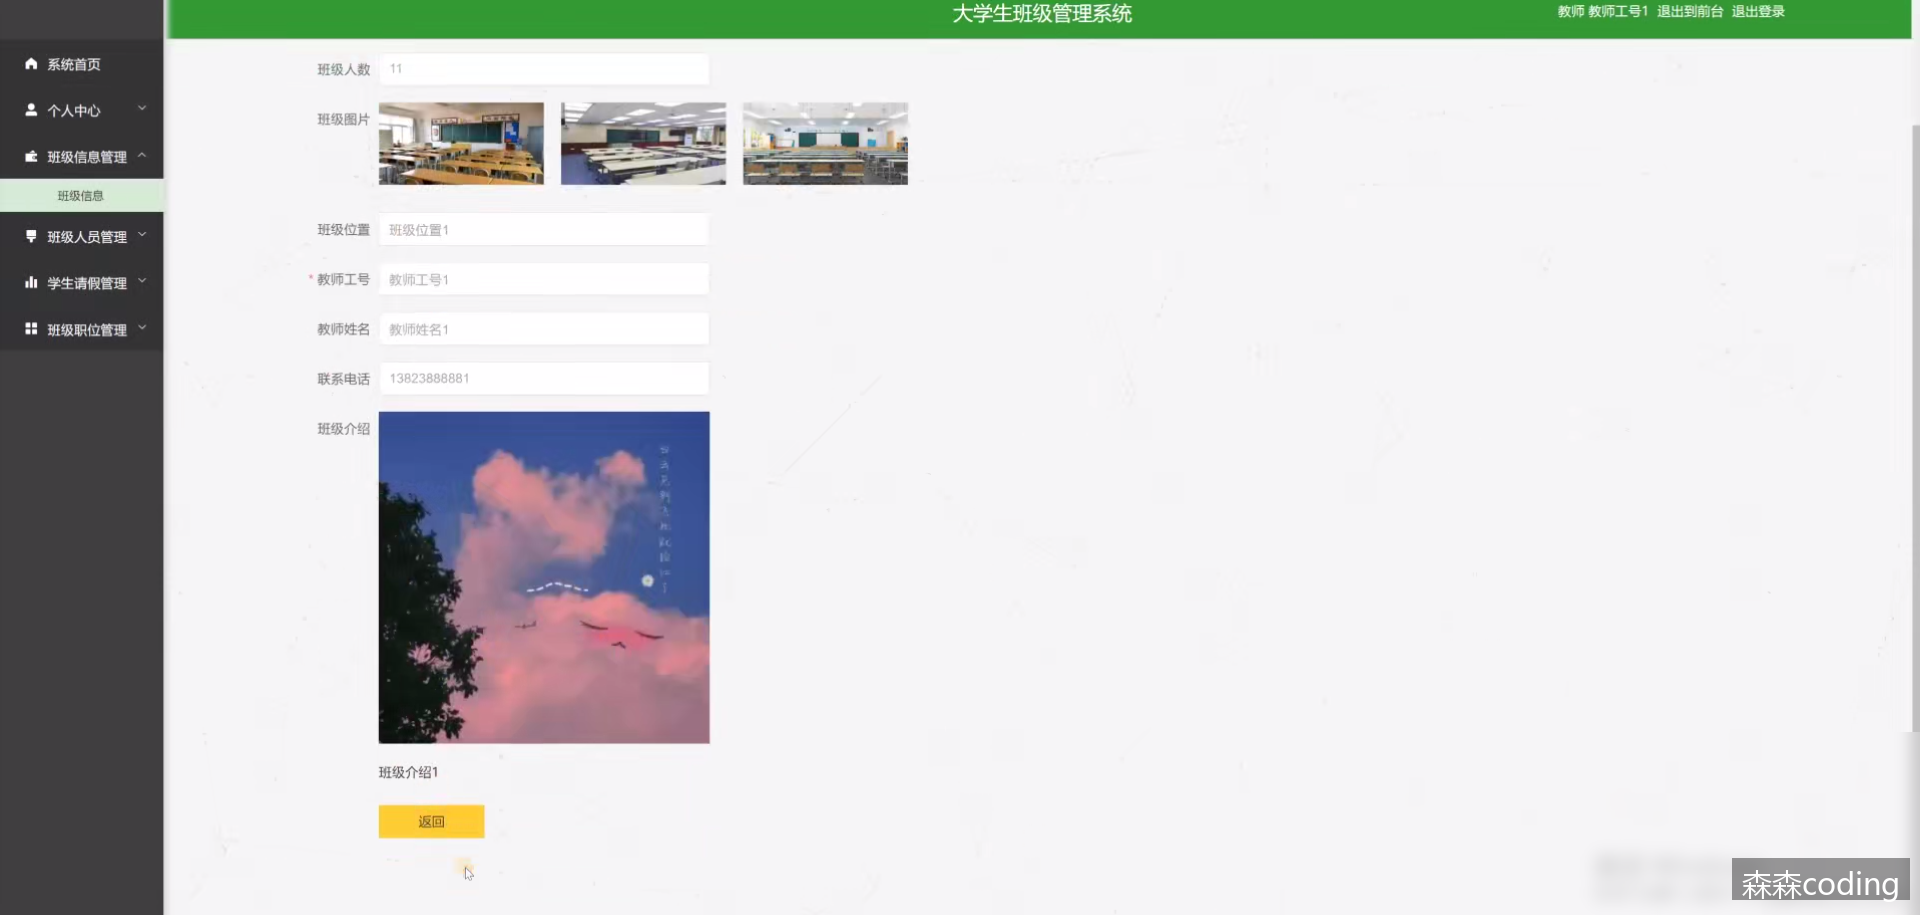 大学生班级管理系统
教师 教师工号1 退出到前台 退出登录
系统首页
个人中心
班级信息管理
班级信息
班级人员管理
学生请假管理
班级职位管理
班级人数 11
班级图片
班级位置 班级位置1
* 教师工号 教师工号1
教师姓名 教师姓名1
联系电话 13823888881
班级介绍
班级介绍1
返回
森森coding